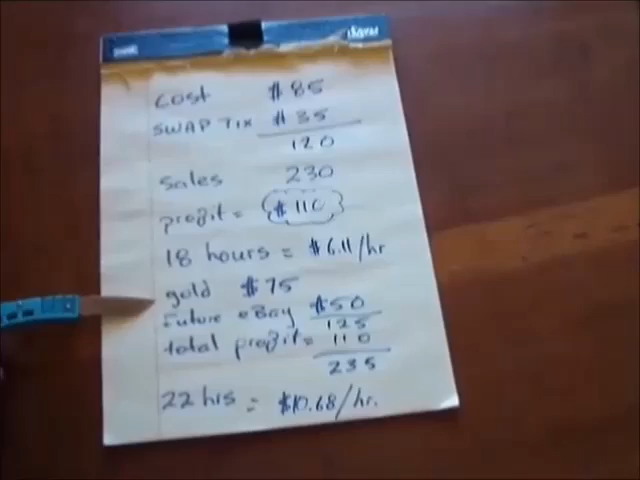 cost $85
SWAP TIX $35
120
sales 230
profit = $110
18 hours = $6.11/hr
gold $75
Future eBay $50
125
total profit = 110
235
22 hrs = $10.68/hr.